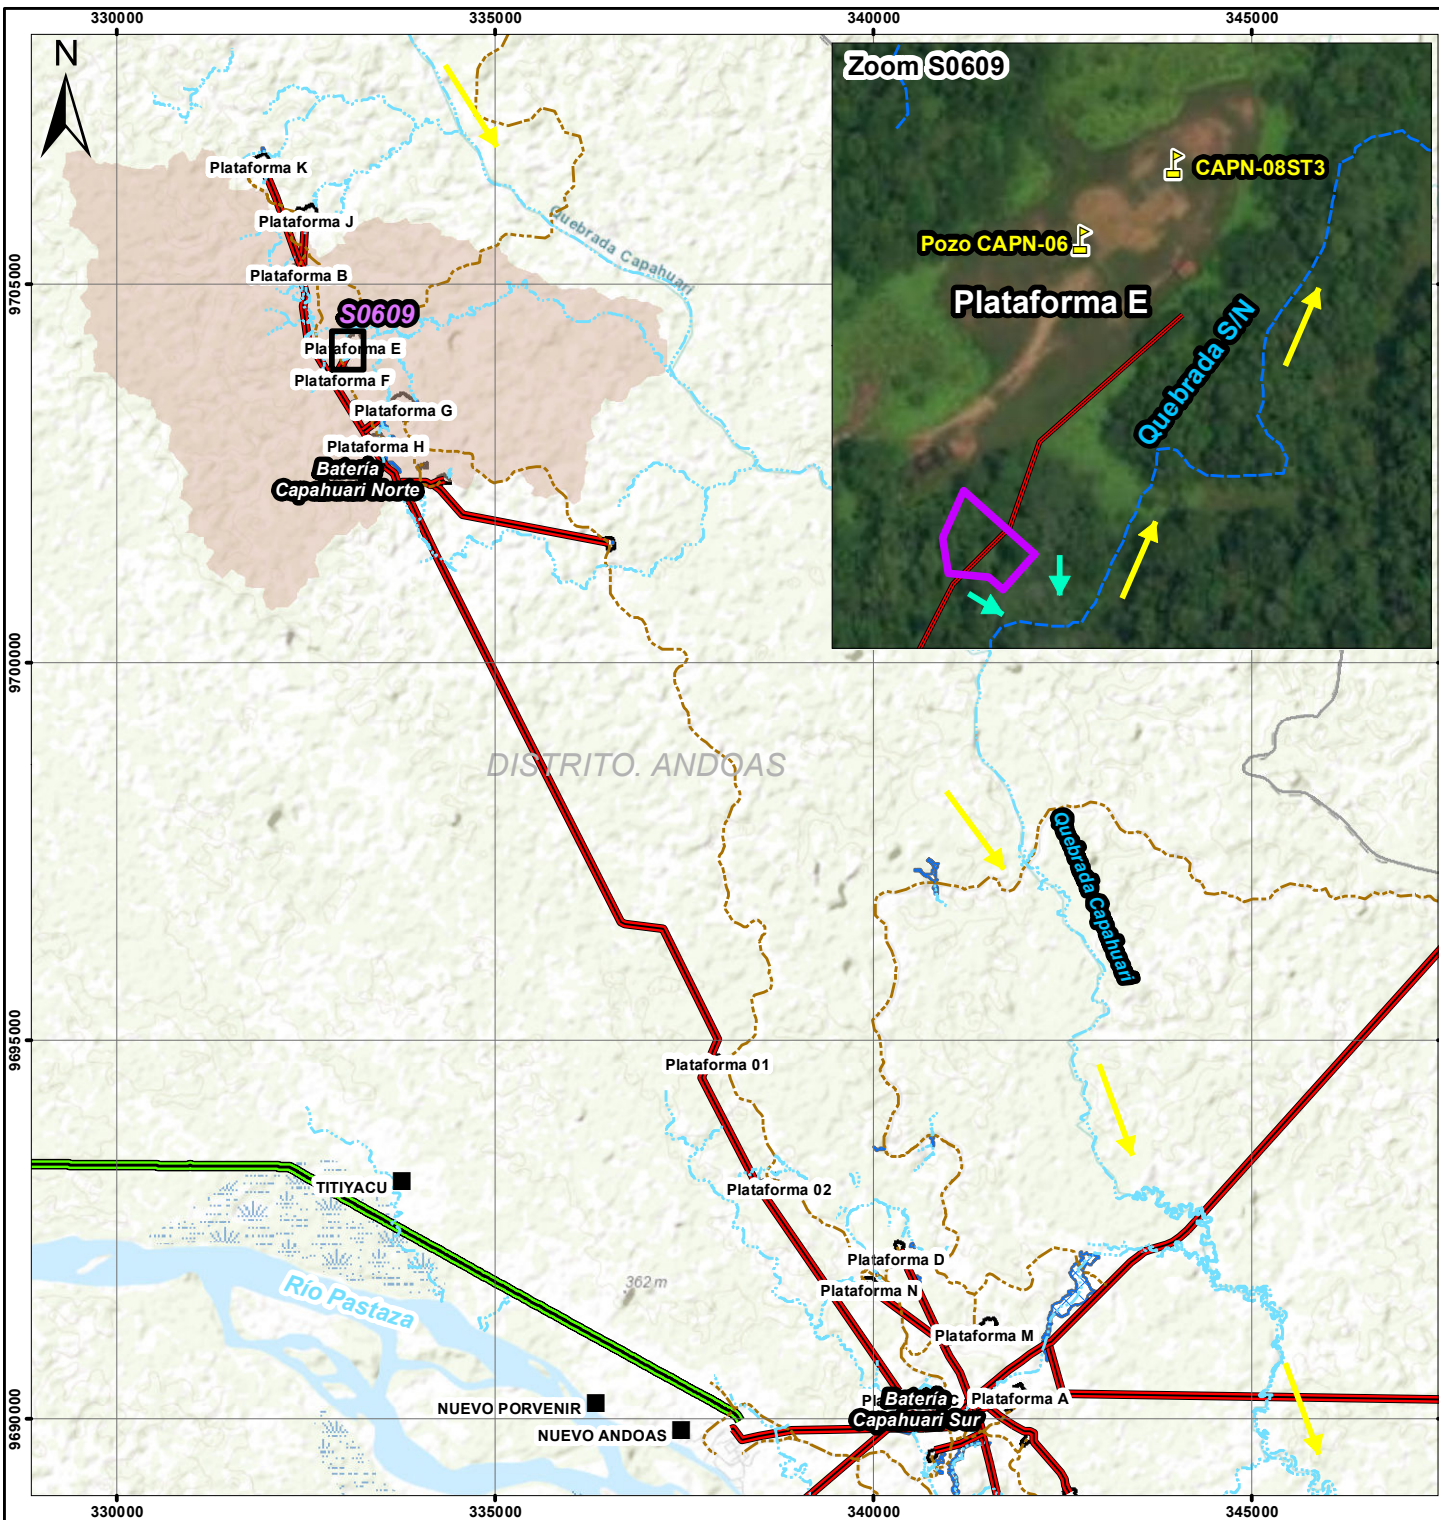 330000
335000
340000
345000
N
Zoom S0609
CAPN-08ST3
Pozo CAPN-06
Plataforma E
Quebrada S/N
Plataforma K
Plataforma J
Quebrada Capahuari
Plataforma B
9705000
S0609
Plataforma E
Plataforma F
Plataforma G
Plataforma H
Batería
Capahuari Norte
9700000
DISTRITO. ANDOAS
Quebrada Capahuari
9695000
Plataforma 01
TITIYACU
Plataforma 02
Plataforma D
Plataforma N
362 m
Río Pastaza
Plataforma M
Plataforma A
Batería
Capahuari Sur
NUEVO PORVENIR
NUEVO ANDOAS
9690000
330000
335000
340000
345000